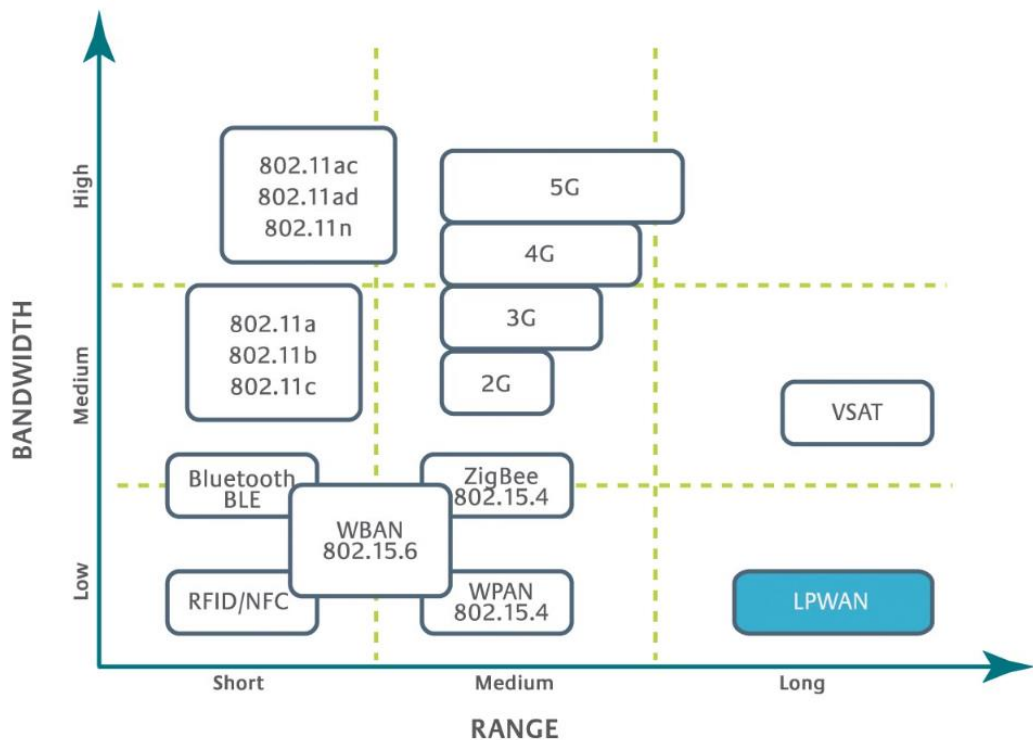 BANDWIDTH
High
Medium
Low
802.11ac
802.11ad
802.11n
5G
4G
802.11a
802.11b
802.11c
3G
2G
VSAT
Bluetooth
BLE
ZigBee
802.15.4
WBAN
802.15.6
RFID/NFC
WPAN
802.15.4
LPWAN
Short
Medium
Long
RANGE